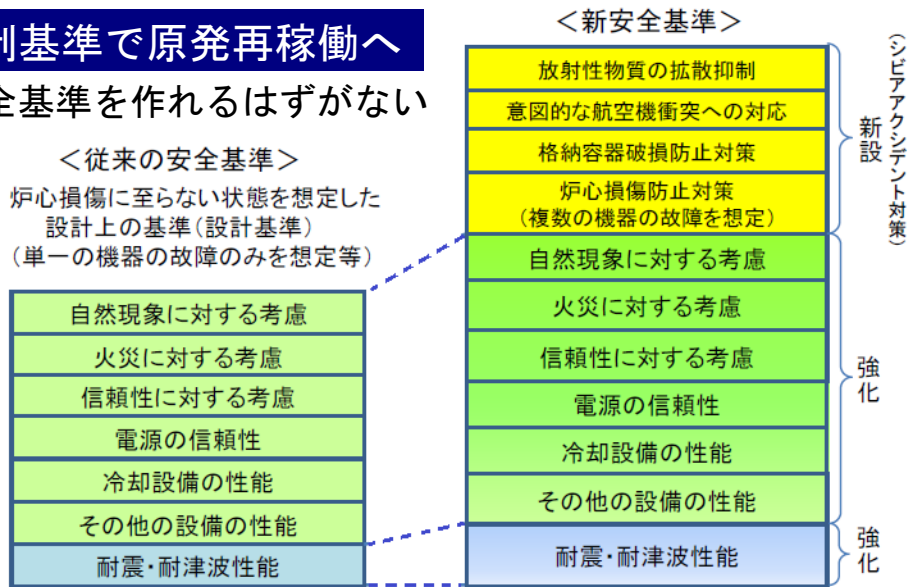 制基準で原発再稼働へ
全基準を作れるはずがない
<従来の安全基準>
炉心損傷に至らない状態を想定した
設計上の基準(設計基準)
(単一の機器の故障のみを想定等)
自然現象に対する考慮
火災に対する考慮
信頼性に対する考慮
電源の信頼性
冷却設備の性能
その他の設備の性能
耐震・耐津波性能
<新安全基準>
放射性物質の拡散抑制
意図的な航空機衝突への対応
格納容器破損防止対策
炉心損傷防止対策
(複数の機器の故障を想定)
自然現象に対する考慮
火災に対する考慮
信頼性に対する考慮
電源の信頼性
冷却設備の性能
その他の設備の性能
耐震・耐津波性能
新設
(シビアアクシデント対策)
強化
強化